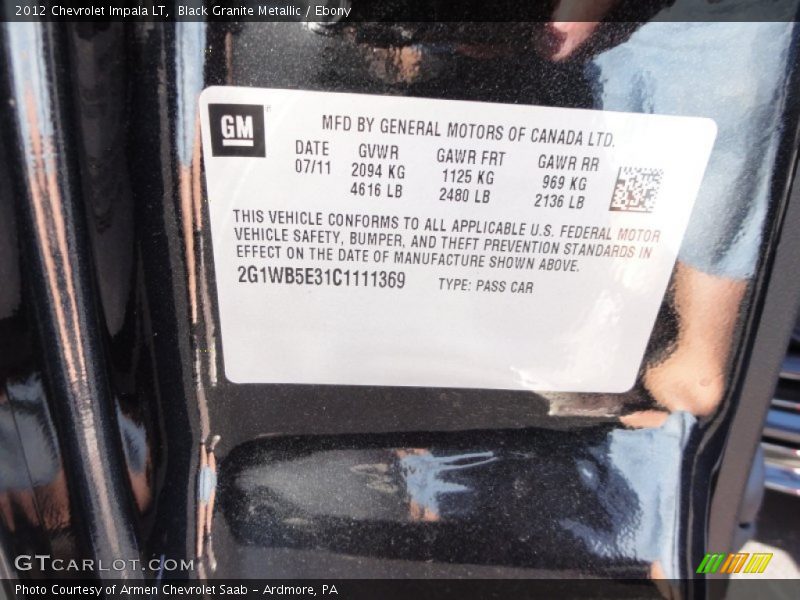 2012 Chevrolet Impala LT, Black Granite Metallic / Ebony
GM
MFD BY GENERAL MOTORS OF CANADA LTD.
DATE GVWR GAWR FRT GAWR RR
07/11 2094 KG 1125 KG 969 KG
4616 LB 2480 LB 2136 LB
THIS VEHICLE CONFORMS TO ALL APPLICABLE U.S. FEDERAL MOTOR
VEHICLE SAFETY, BUMPER, AND THEFT PREVENTION STANDARDS IN
EFFECT ON THE DATE OF MANUFACTURE SHOWN ABOVE.
2G1WB5E31C1111369 TYPE: PASS CAR
GTCARLOT.COM
Photo Courtesy of Armen Chevrolet Saab - Ardmore, PA